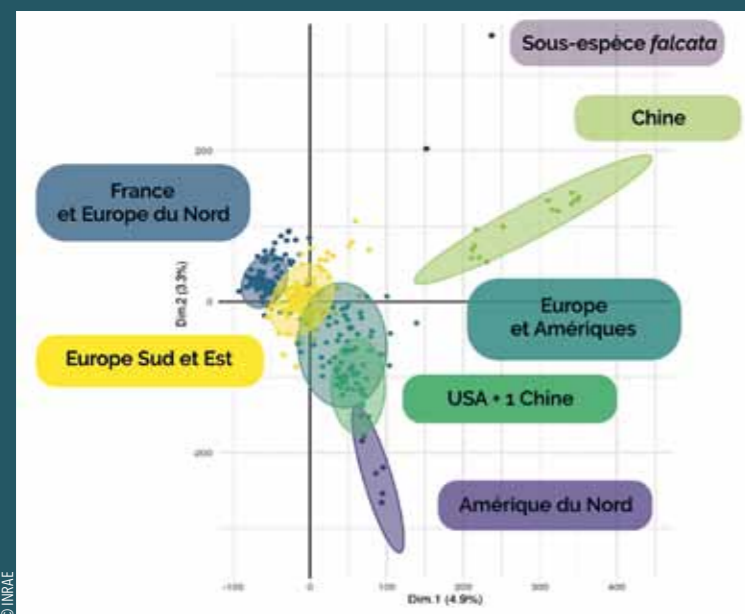 Sous-espèce falcata
Chine
France
et Europe du Nord
Europe
et Amériques
Europe Sud et Est
USA + 1 Chine
Amérique du Nord
200
0
-200
-100
0
100
200
300
400
Dim.2 (3.3%)
Dim.1 (4.9%)
© INRAE